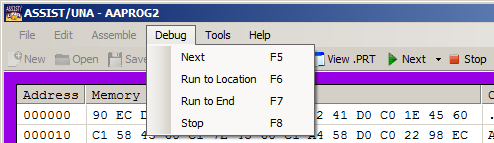 ASSIST/UNA - AAPROG2
File Edit Assemble Debug Tools Help
New Open Save View .PRT Next Stop
Next F5
Run to Location F6
Run to End F7
Stop F8
Address Memory
000000 90 EC 2 41 D0 C0 1E 45 60
000010 C1 58 A4 58 D0 C0 22 98 EC